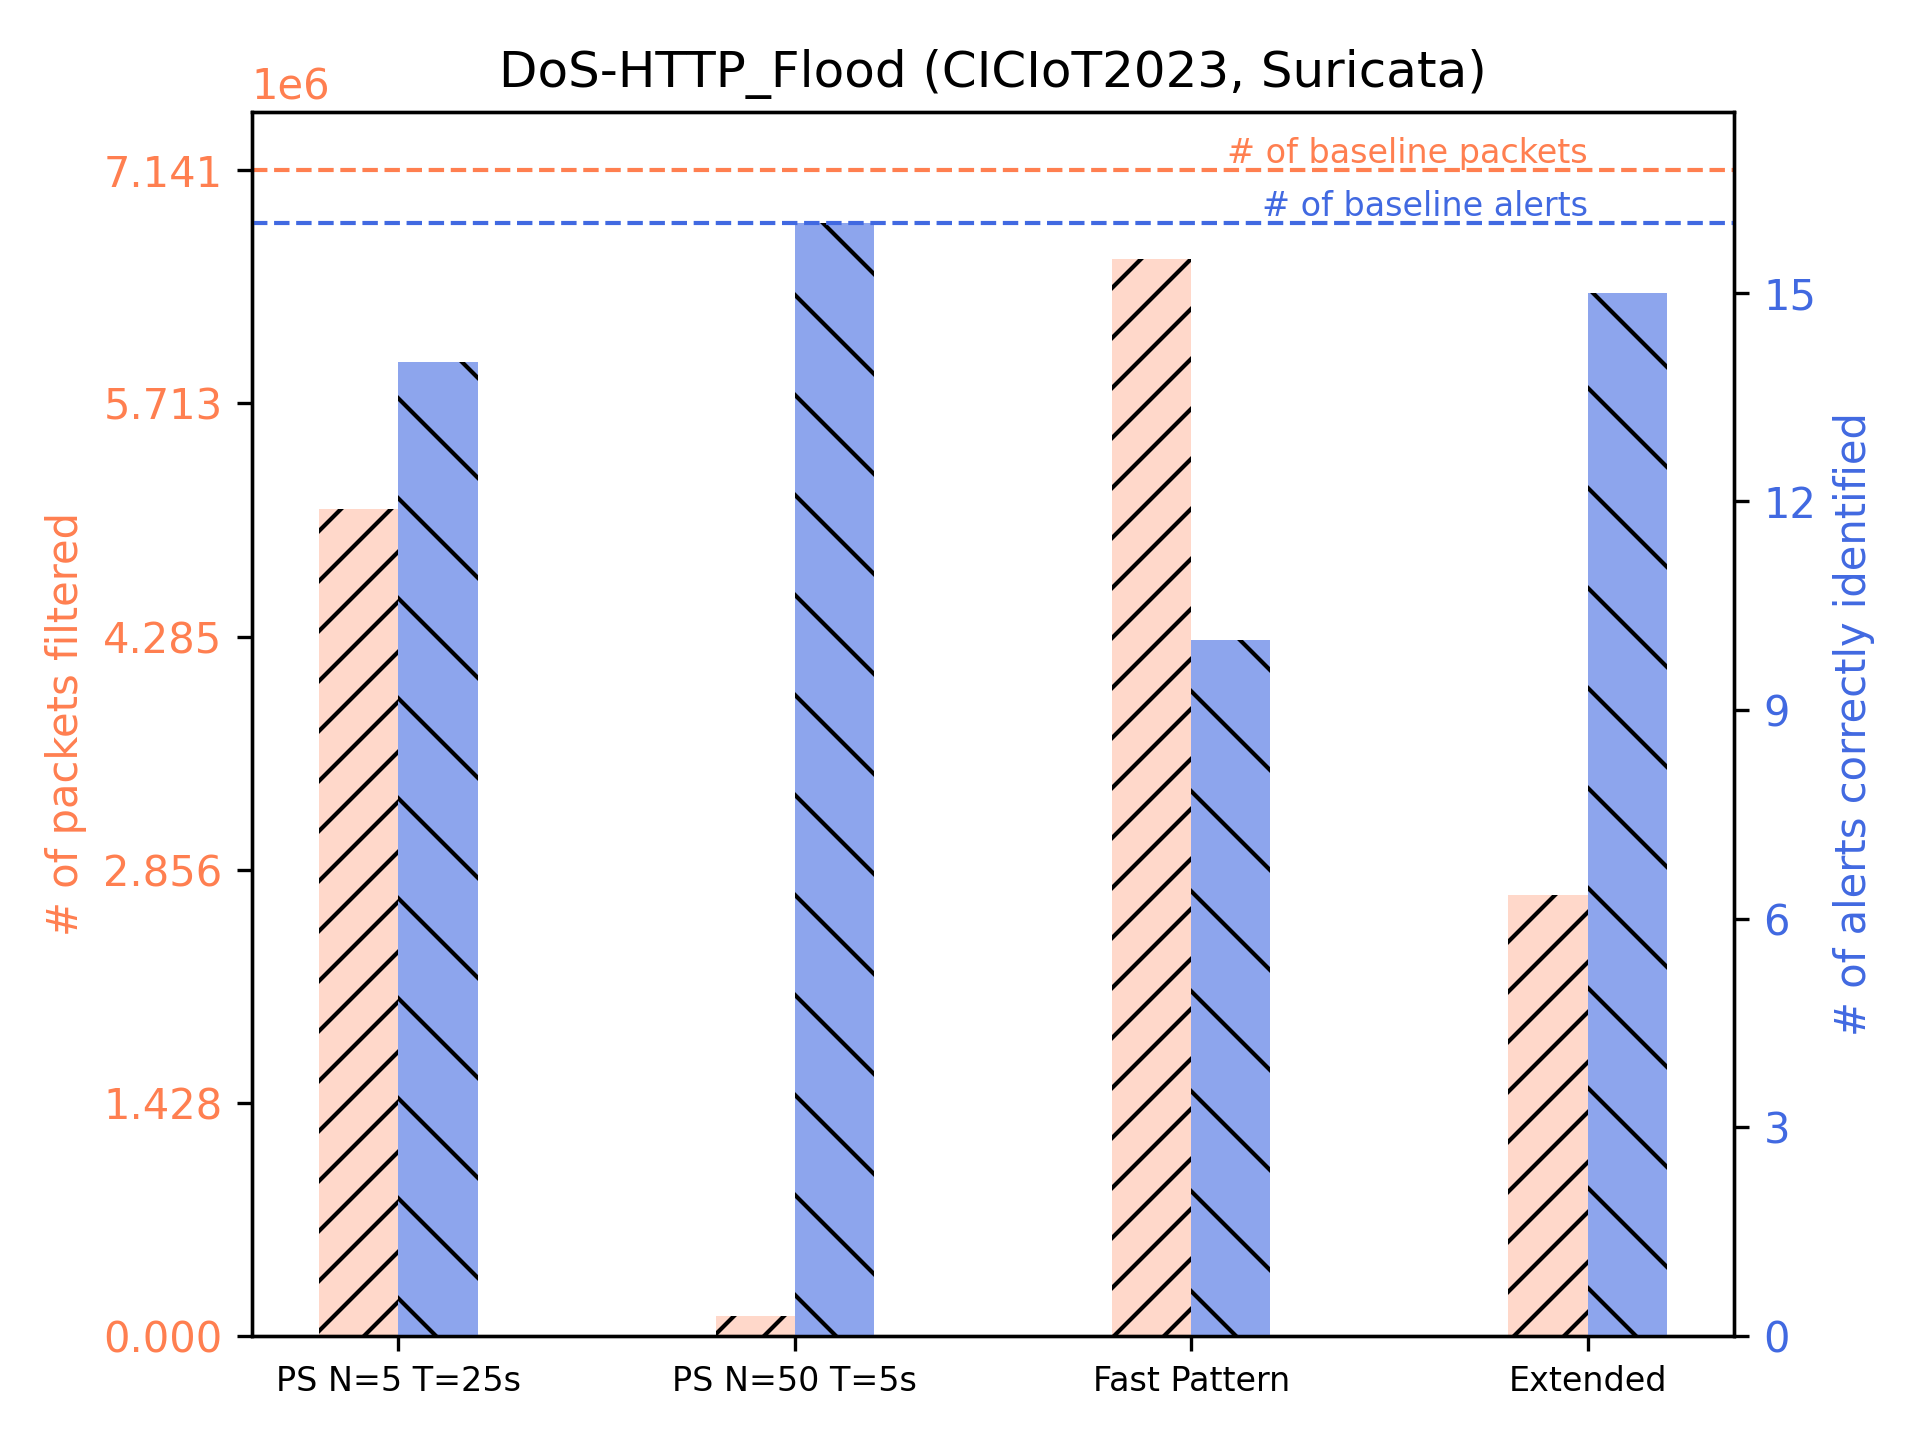 DoS-HTTP_Flood (CICIoT2023, Suricata)
1e6
# of baseline packets
# of baseline alerts
7.141
5.713
4.285
2.856
1.428
0.000
# of packets filtered
15
12
9
6
3
0
# of alerts correctly identified
PS N=5 T=25s
PS N=50 T=5s
Fast Pattern
Extended